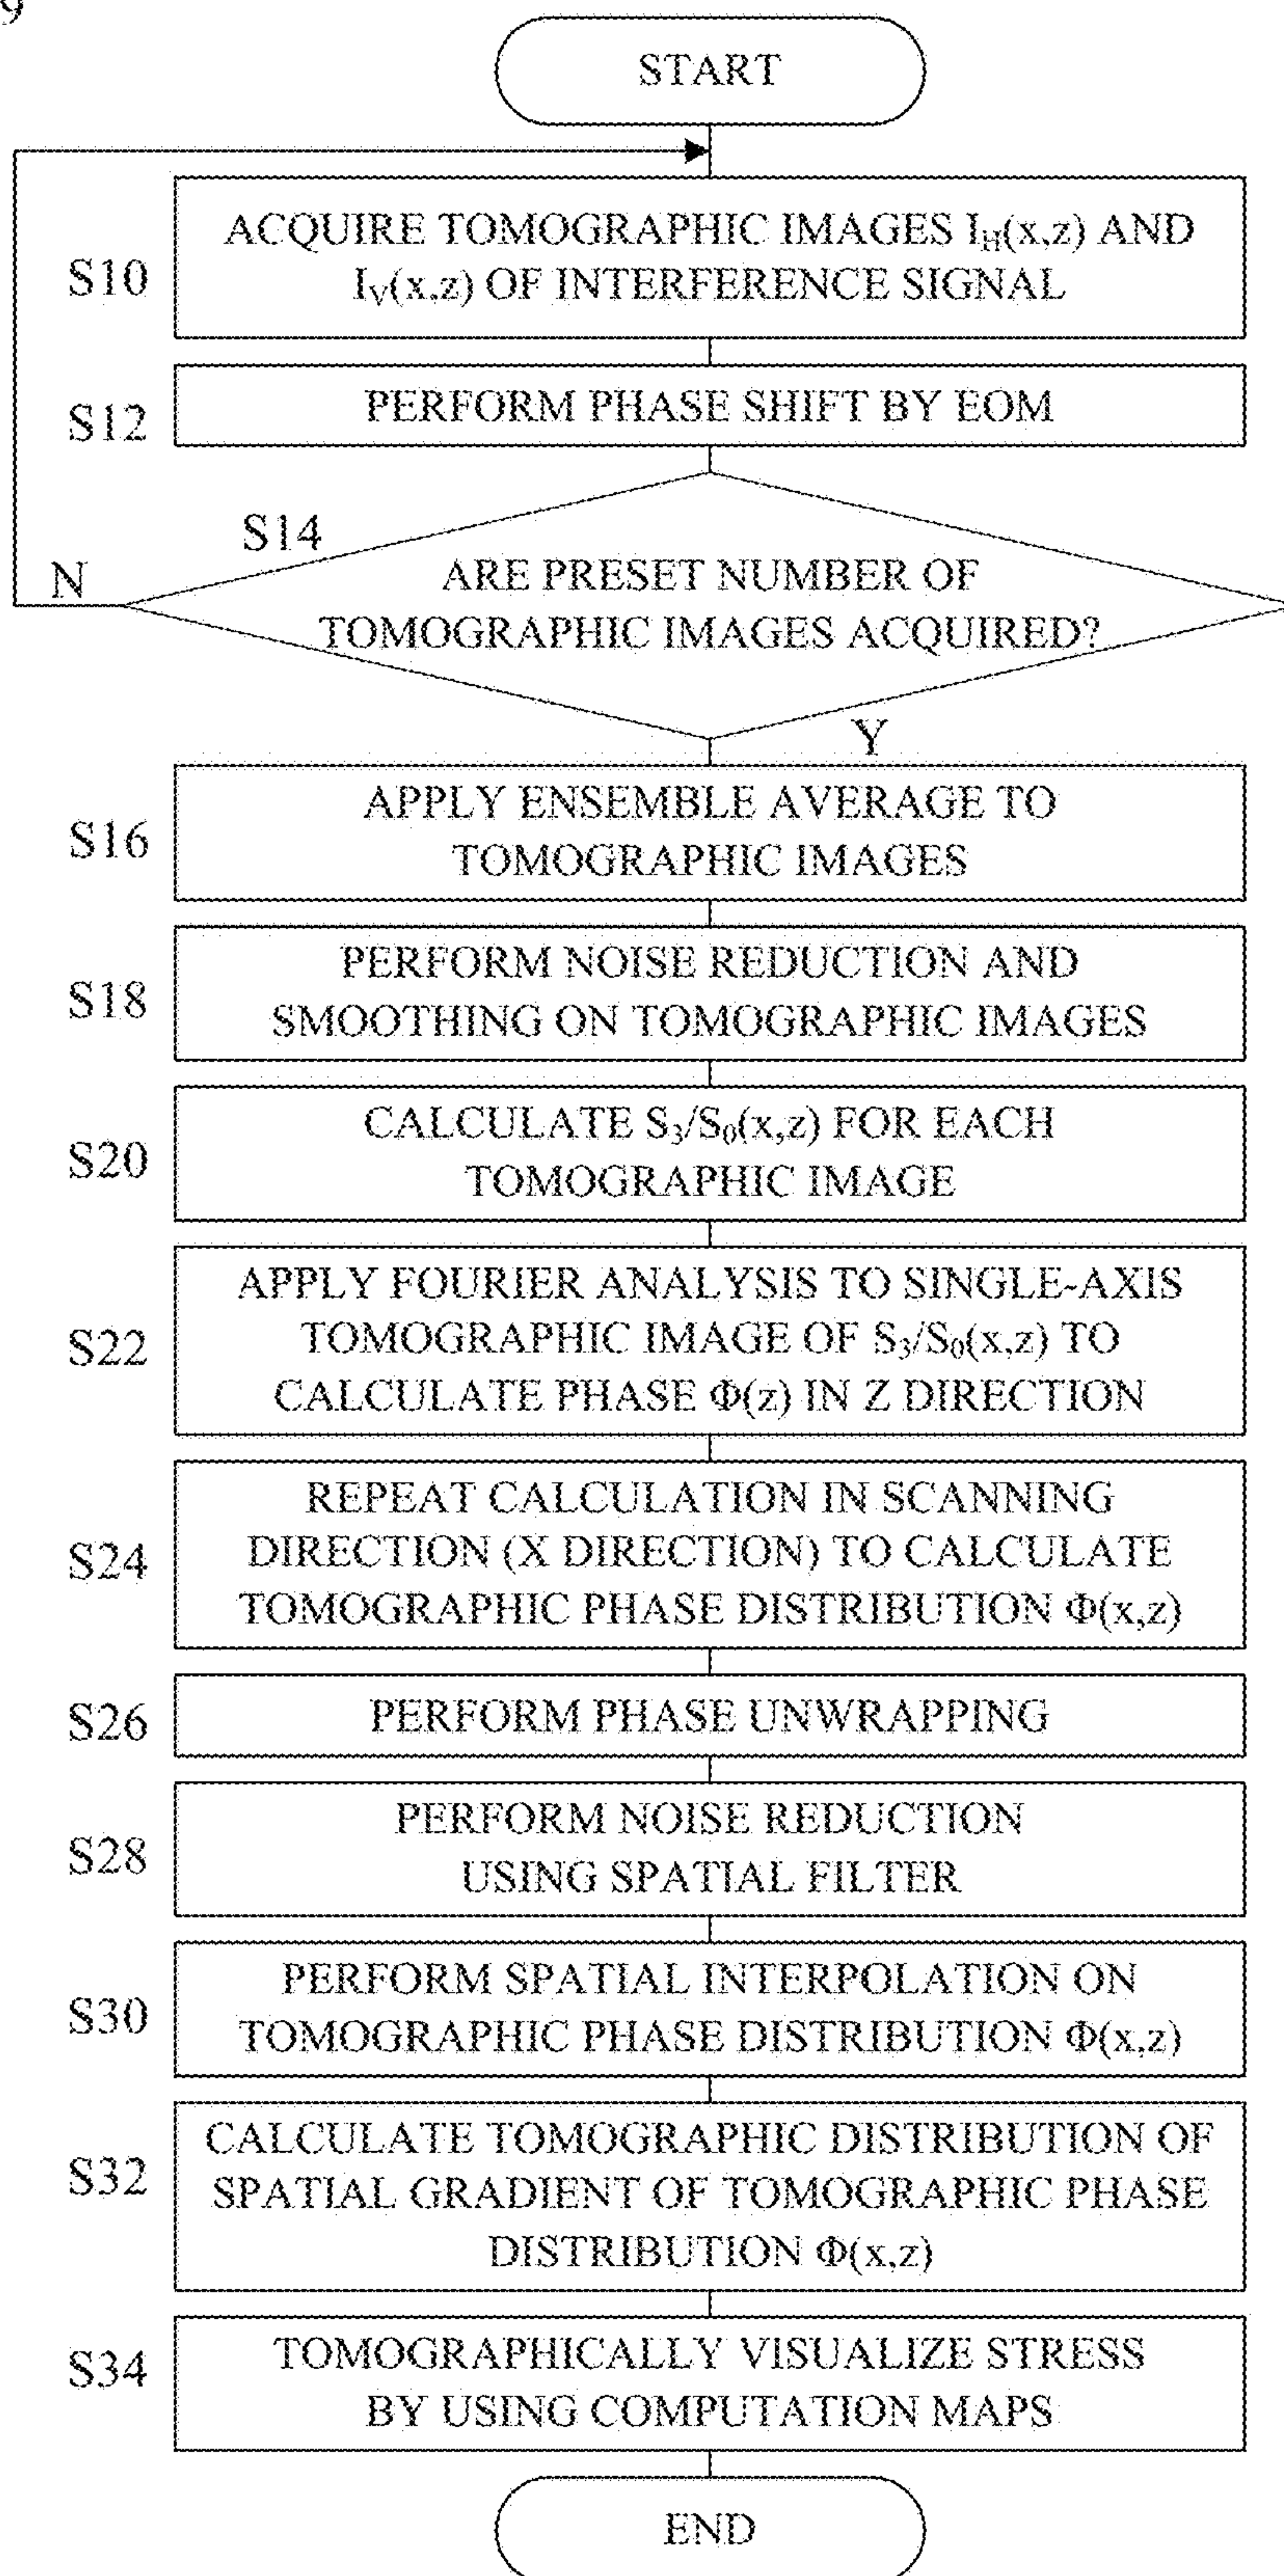 9
START
ACQUIRE TOMOGRAPHIC IMAGES I_H(x,z) AND
S10
I_V(x,z) OF INTERFERENCE SIGNAL
S12
PERFORM PHASE SHIFT BY EOM
S14
N
ARE PRESET NUMBER OF
TOMOGRAPHIC IMAGES ACQUIRED?
Y
S16
APPLY ENSEMBLE AVERAGE TO
TOMOGRAPHIC IMAGES
S18
PERFORM NOISE REDUCTION AND
SMOOTHING ON TOMOGRAPHIC IMAGES
S20
CALCULATE S₃/S₀(x,z) FOR EACH
TOMOGRAPHIC IMAGE
S22
APPLY FOURIER ANALYSIS TO SINGLE-AXIS
TOMOGRAPHIC IMAGE OF S₃/S₀(x,z) TO
CALCULATE PHASE Φ(z) IN Z DIRECTION
S24
REPEAT CALCULATION IN SCANNING
DIRECTION (X DIRECTION) TO CALCULATE
TOMOGRAPHIC PHASE DISTRIBUTION Φ(x,z)
S26
PERFORM PHASE UNWRAPPING
S28
PERFORM NOISE REDUCTION
USING SPATIAL FILTER
S30
PERFORM SPATIAL INTERPOLATION ON
TOMOGRAPHIC PHASE DISTRIBUTION Φ(x,z)
S32
CALCULATE TOMOGRAPHIC DISTRIBUTION OF
SPATIAL GRADIENT OF TOMOGRAPHIC PHASE
DISTRIBUTION Φ(x,z)
S34
TOMOGRAPHICALLY VISUALIZE STRESS
BY USING COMPUTATION MAPS
END